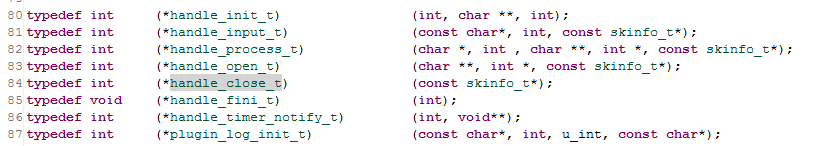 80 typedef int (*handle_init_t) (int, char **, int);
81 typedef int (*handle_input_t) (const char*, int, const skinfo_t*);
82 typedef int (*handle_process_t) (char *, int , char **, int *, const skinfo_t*);
83 typedef int (*handle_open_t) (char **, int *, const skinfo_t*);
84 typedef int (*handle_close_t) (const skinfo_t*);
85 typedef void (*handle_fini_t) (int);
86 typedef int (*handle_timer_notify_t) (int, void**);
87 typedef int (*plugin_log_init_t) (const char*, int, u_int, const char*);